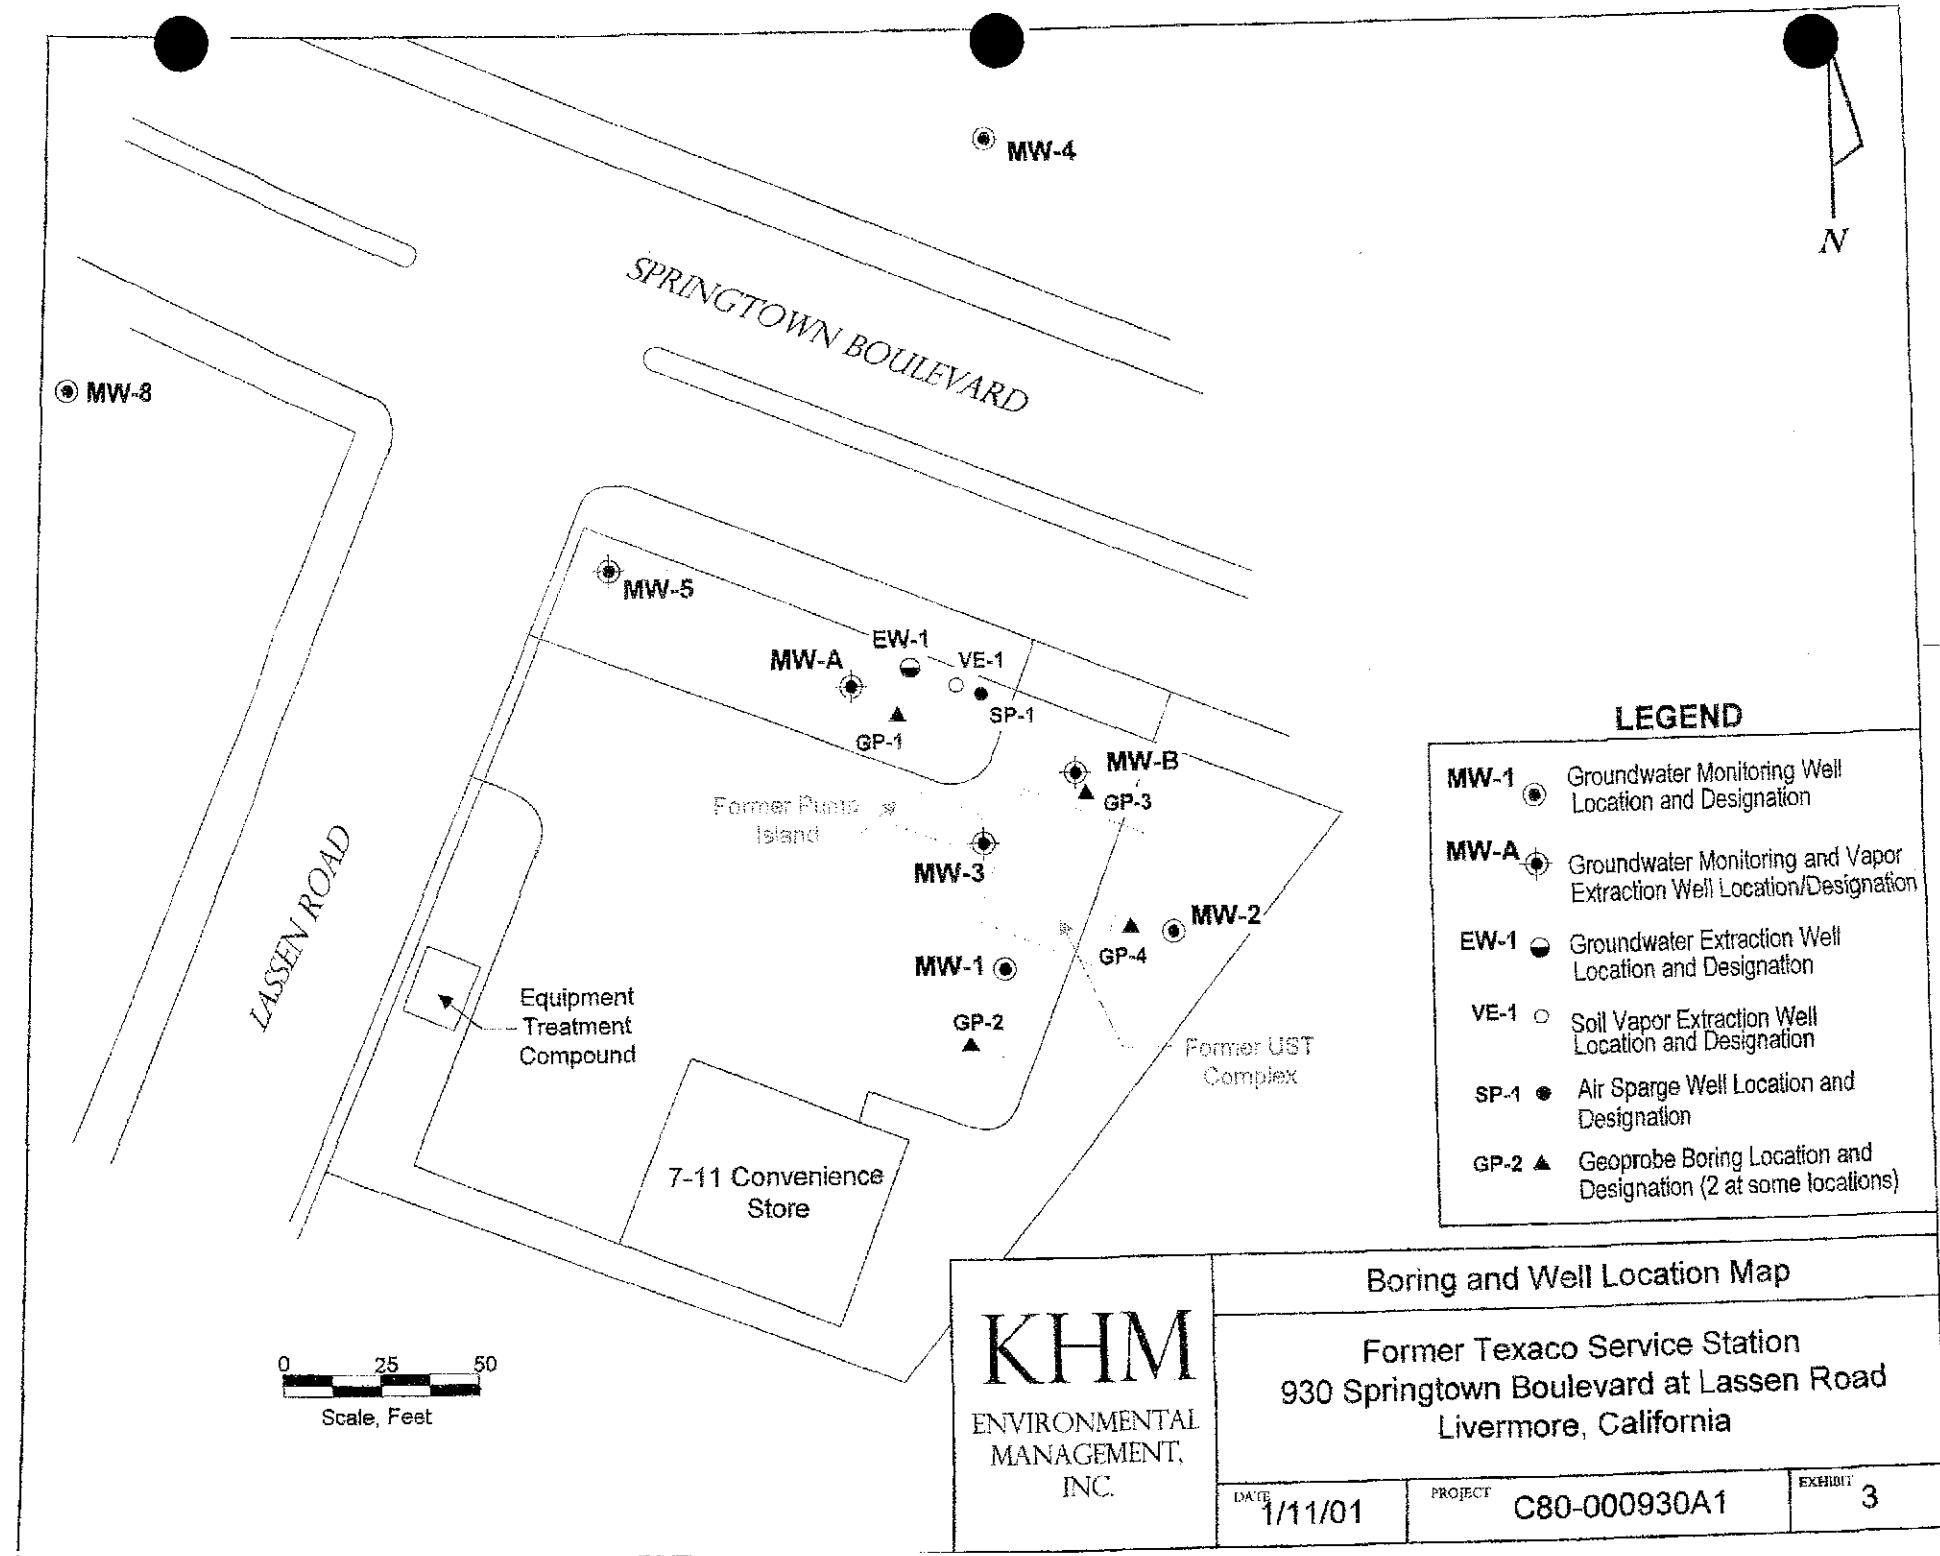 MW-4
N
SPRINGTOWN BOULEVARD
MW-8
MW-5
EW-1
MW-A
VE-1
SP-1
GP-1
MW-B
GP-3
Former Pump
Island
MW-3
MW-2
GP-4
MW-1
GP-2
LASSEN ROAD
Equipment
Treatment
Compound
Former UST
Complex
7-11 Convenience
Store
0 25 50
Scale, Feet
LEGEND
MW-1 Groundwater Monitoring Well
Location and Designation
MW-A Groundwater Monitoring and Vapor
Extraction Well Location/Designation
EW-1 Groundwater Extraction Well
Location and Designation
VE-1 Soil Vapor Extraction Well
Location and Designation
SP-1 Air Sparge Well Location and
Designation
GP-2 Geoprobe Boring Location and
Designation (2 at some locations)
KHM
ENVIRONMENTAL
MANAGEMENT,
INC.
Boring and Well Location Map
Former Texaco Service Station
930 Springtown Boulevard at Lassen Road
Livermore, California
DATE 1/11/01
PROJECT C80-000930A1
EXHIBIT 3